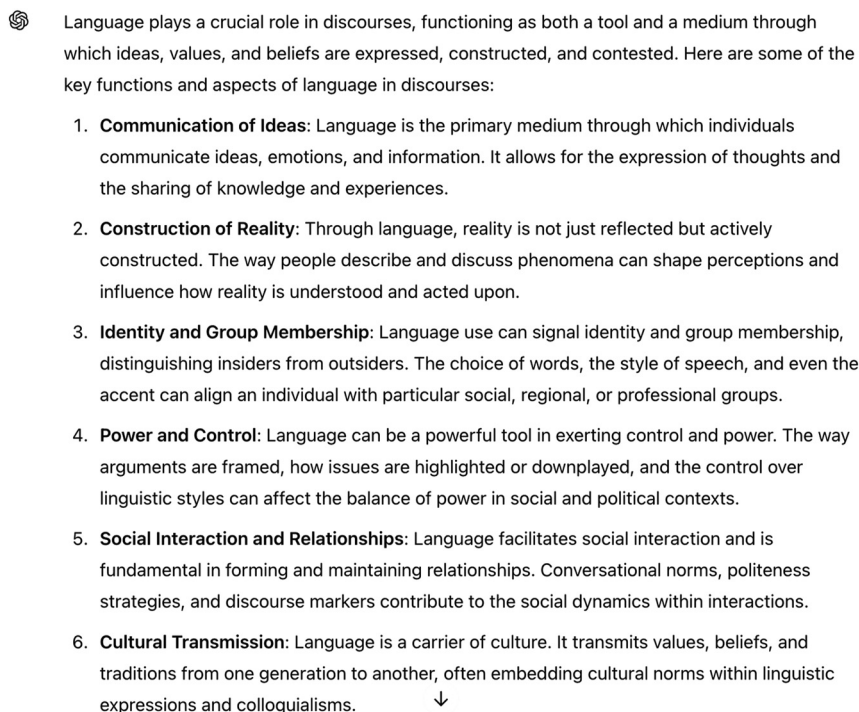 Language plays a crucial role in discourses, functioning as both a tool and a medium through
which ideas, values, and beliefs are expressed, constructed, and contested. Here are some of the
key functions and aspects of language in discourses:
1. Communication of Ideas: Language is the primary medium through which individuals
communicate ideas, emotions, and information. It allows for the expression of thoughts and
the sharing of knowledge and experiences.
2. Construction of Reality: Through language, reality is not just reflected but actively
constructed. The way people describe and discuss phenomena can shape perceptions and
influence how reality is understood and acted upon.
3. Identity and Group Membership: Language use can signal identity and group membership,
distinguishing insiders from outsiders. The choice of words, the style of speech, and even the
accent can align an individual with particular social, regional, or professional groups.
4. Power and Control: Language can be a powerful tool in exerting control and power. The way
arguments are framed, how issues are highlighted or downplayed, and the control over
linguistic styles can affect the balance of power in social and political contexts.
5. Social Interaction and Relationships: Language facilitates social interaction and is
fundamental in forming and maintaining relationships. Conversational norms, politeness
strategies, and discourse markers contribute to the social dynamics within interactions.
6. Cultural Transmission: Language is a carrier of culture. It transmits values, beliefs, and
traditions from one generation to another, often embedding cultural norms within linguistic
expressions and colloquialisms.